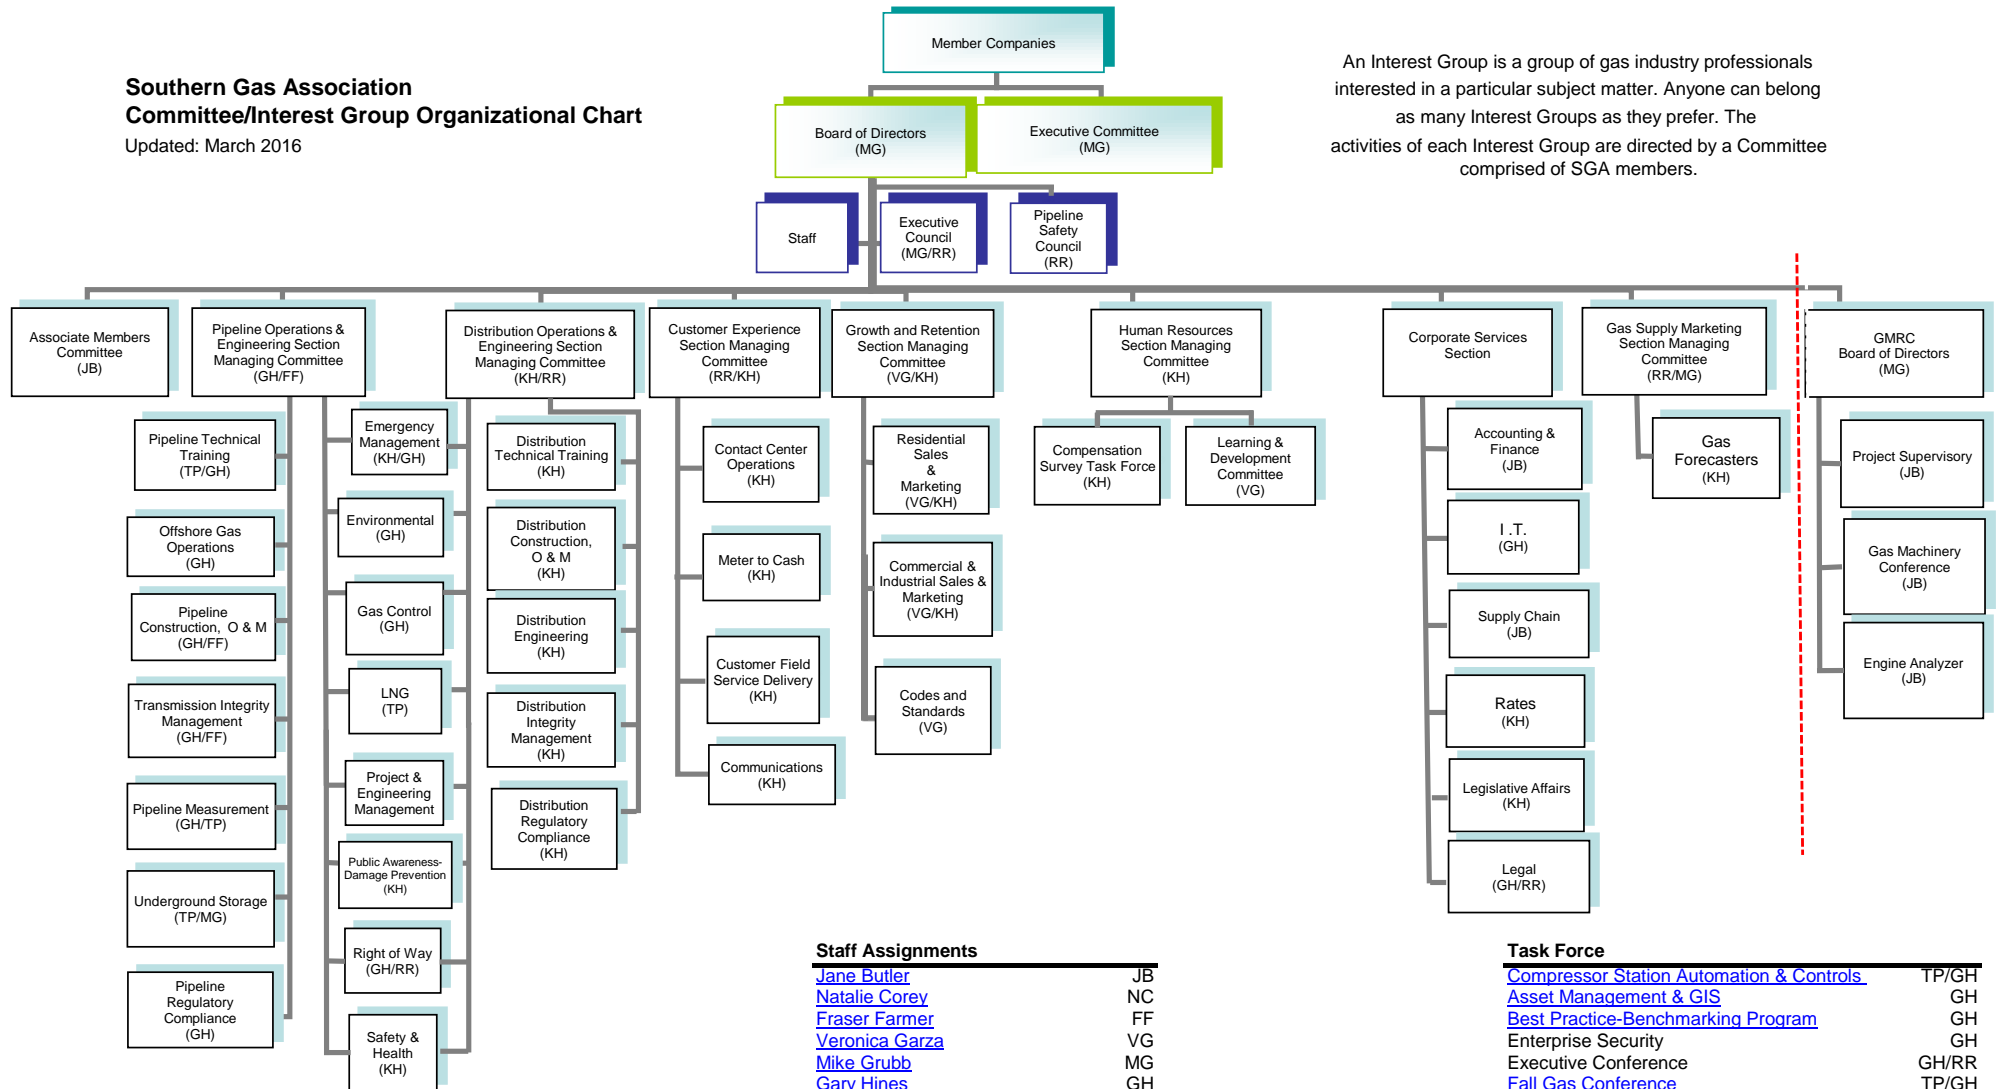 Southern Gas Association
Committee/Interest Group Organizational Chart
Updated: March 2016
Member Companies
An Interest Group is a group of gas industry professionals
interested in a particular subject matter. Anyone can belong
as many Interest Groups as they prefer. The
activities of each Interest Group are directed by a Committee
comprised of SGA members.
Board of Directors
(MG)
Executive Committee
(MG)
Staff
Executive
Council
(MG/RR)
Pipeline
Safety
Council
(RR)
Associate Members
Committee
(JB)
Pipeline Operations &
Engineering Section
Managing Committee
(GH/FF)
Distribution Operations &
Engineering Section
Managing Committee
(KH/RR)
Customer Experience
Section Managing
Committee
(RR/KH)
Growth and Retention
Section Managing
Committee
(VG/KH)
Human Resources
Section Managing
Committee
(KH)
Corporate Services
Section
Gas Supply Marketing
Section Managing
Committee
(RR/MG)
GMRC
Board of Directors
(MG)
Pipeline Technical
Training
(TP/GH)
Offshore Gas
Operations
(GH)
Pipeline
Construction, O & M
(GH/FF)
Transmission Integrity
Management
(GH/FF)
Pipeline Measurement
(GH/TP)
Underground Storage
(TP/MG)
Pipeline
Regulatory
Compliance
(GH)
Emergency
Management
(KH/GH)
Environmental
(GH)
Gas Control
(GH)
LNG
(TP)
Project &
Engineering
Management
Public Awareness-
Damage Prevention
(KH)
Right of Way
(GH/RR)
Safety &
Health
(KH)
Distribution
Technical Training
(KH)
Distribution
Construction,
O & M
(KH)
Distribution
Engineering
(KH)
Distribution
Integrity
Management
(KH)
Distribution
Regulatory
Compliance
(KH)
Contact Center
Operations
(KH)
Meter to Cash
(KH)
Customer Field
Service Delivery
(KH)
Communications
(KH)
Residential
Sales
&
Marketing
(VG/KH)
Commercial &
Industrial Sales &
Marketing
(VG/KH)
Codes and
Standards
(VG)
Compensation
Survey Task Force
(KH)
Learning &
Development
Committee
(VG)
Accounting &
Finance
(JB)
I .T.
(GH)
Supply Chain
(JB)
Rates
(KH)
Legislative Affairs
(KH)
Legal
(GH/RR)
Gas
Forecasters
(KH)
Project Supervisory
(JB)
Gas Machinery
Conference
(JB)
Engine Analyzer
(JB)
Staff Assignments
Jane Butler JB
Natalie Corey NC
Fraser Farmer FF
Veronica Garza VG
Mike Grubb MG
Gary Hines GH
Task Force
Compressor Station Automation & Controls TP/GH
Asset Management & GIS GH
Best Practice-Benchmarking Program GH
Enterprise Security GH
Executive Conference GH/RR
Fall Gas Conference TP/GH